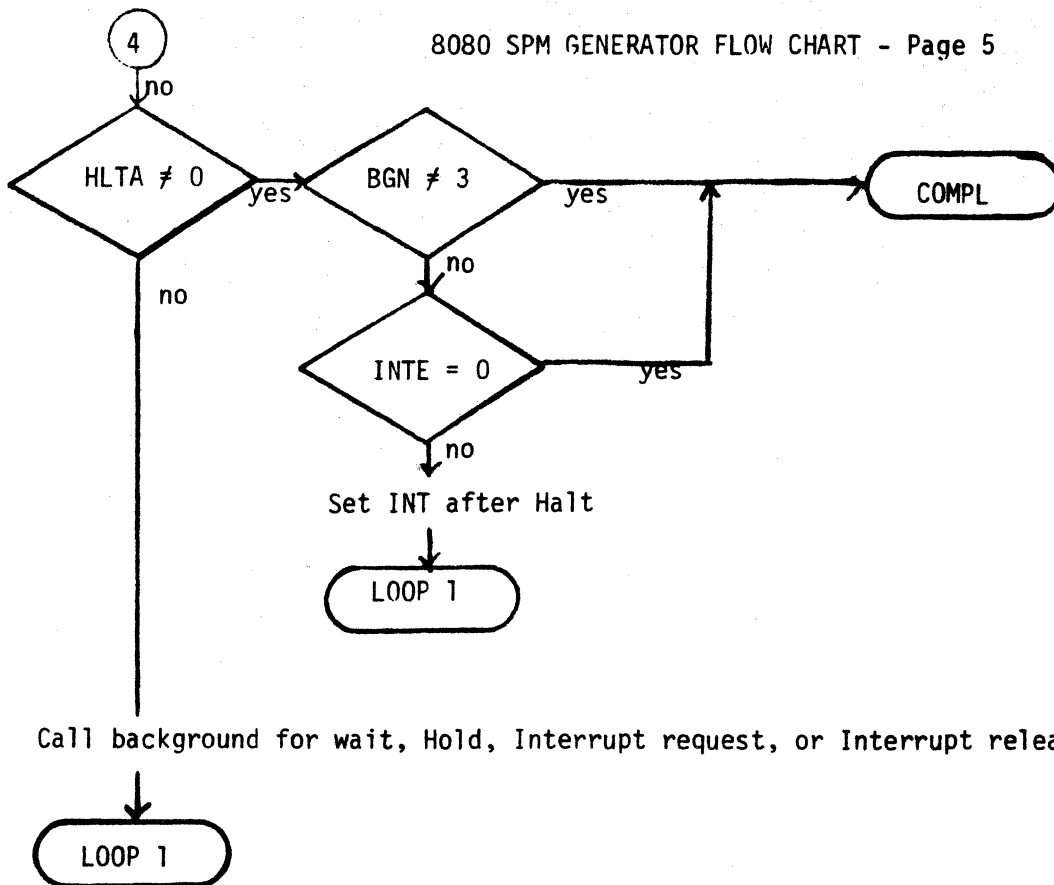 8080 SPM GENERATOR FLOW CHART - Page 5
4
no
HLTA ≠ 0
yes
BGN ≠ 3
yes
COMPL
no
no
INTE = 0
yes
no
Set INT after Halt
LOOP 1
Call background for wait, Hold, Interrupt request, or Interrupt relea
LOOP 1